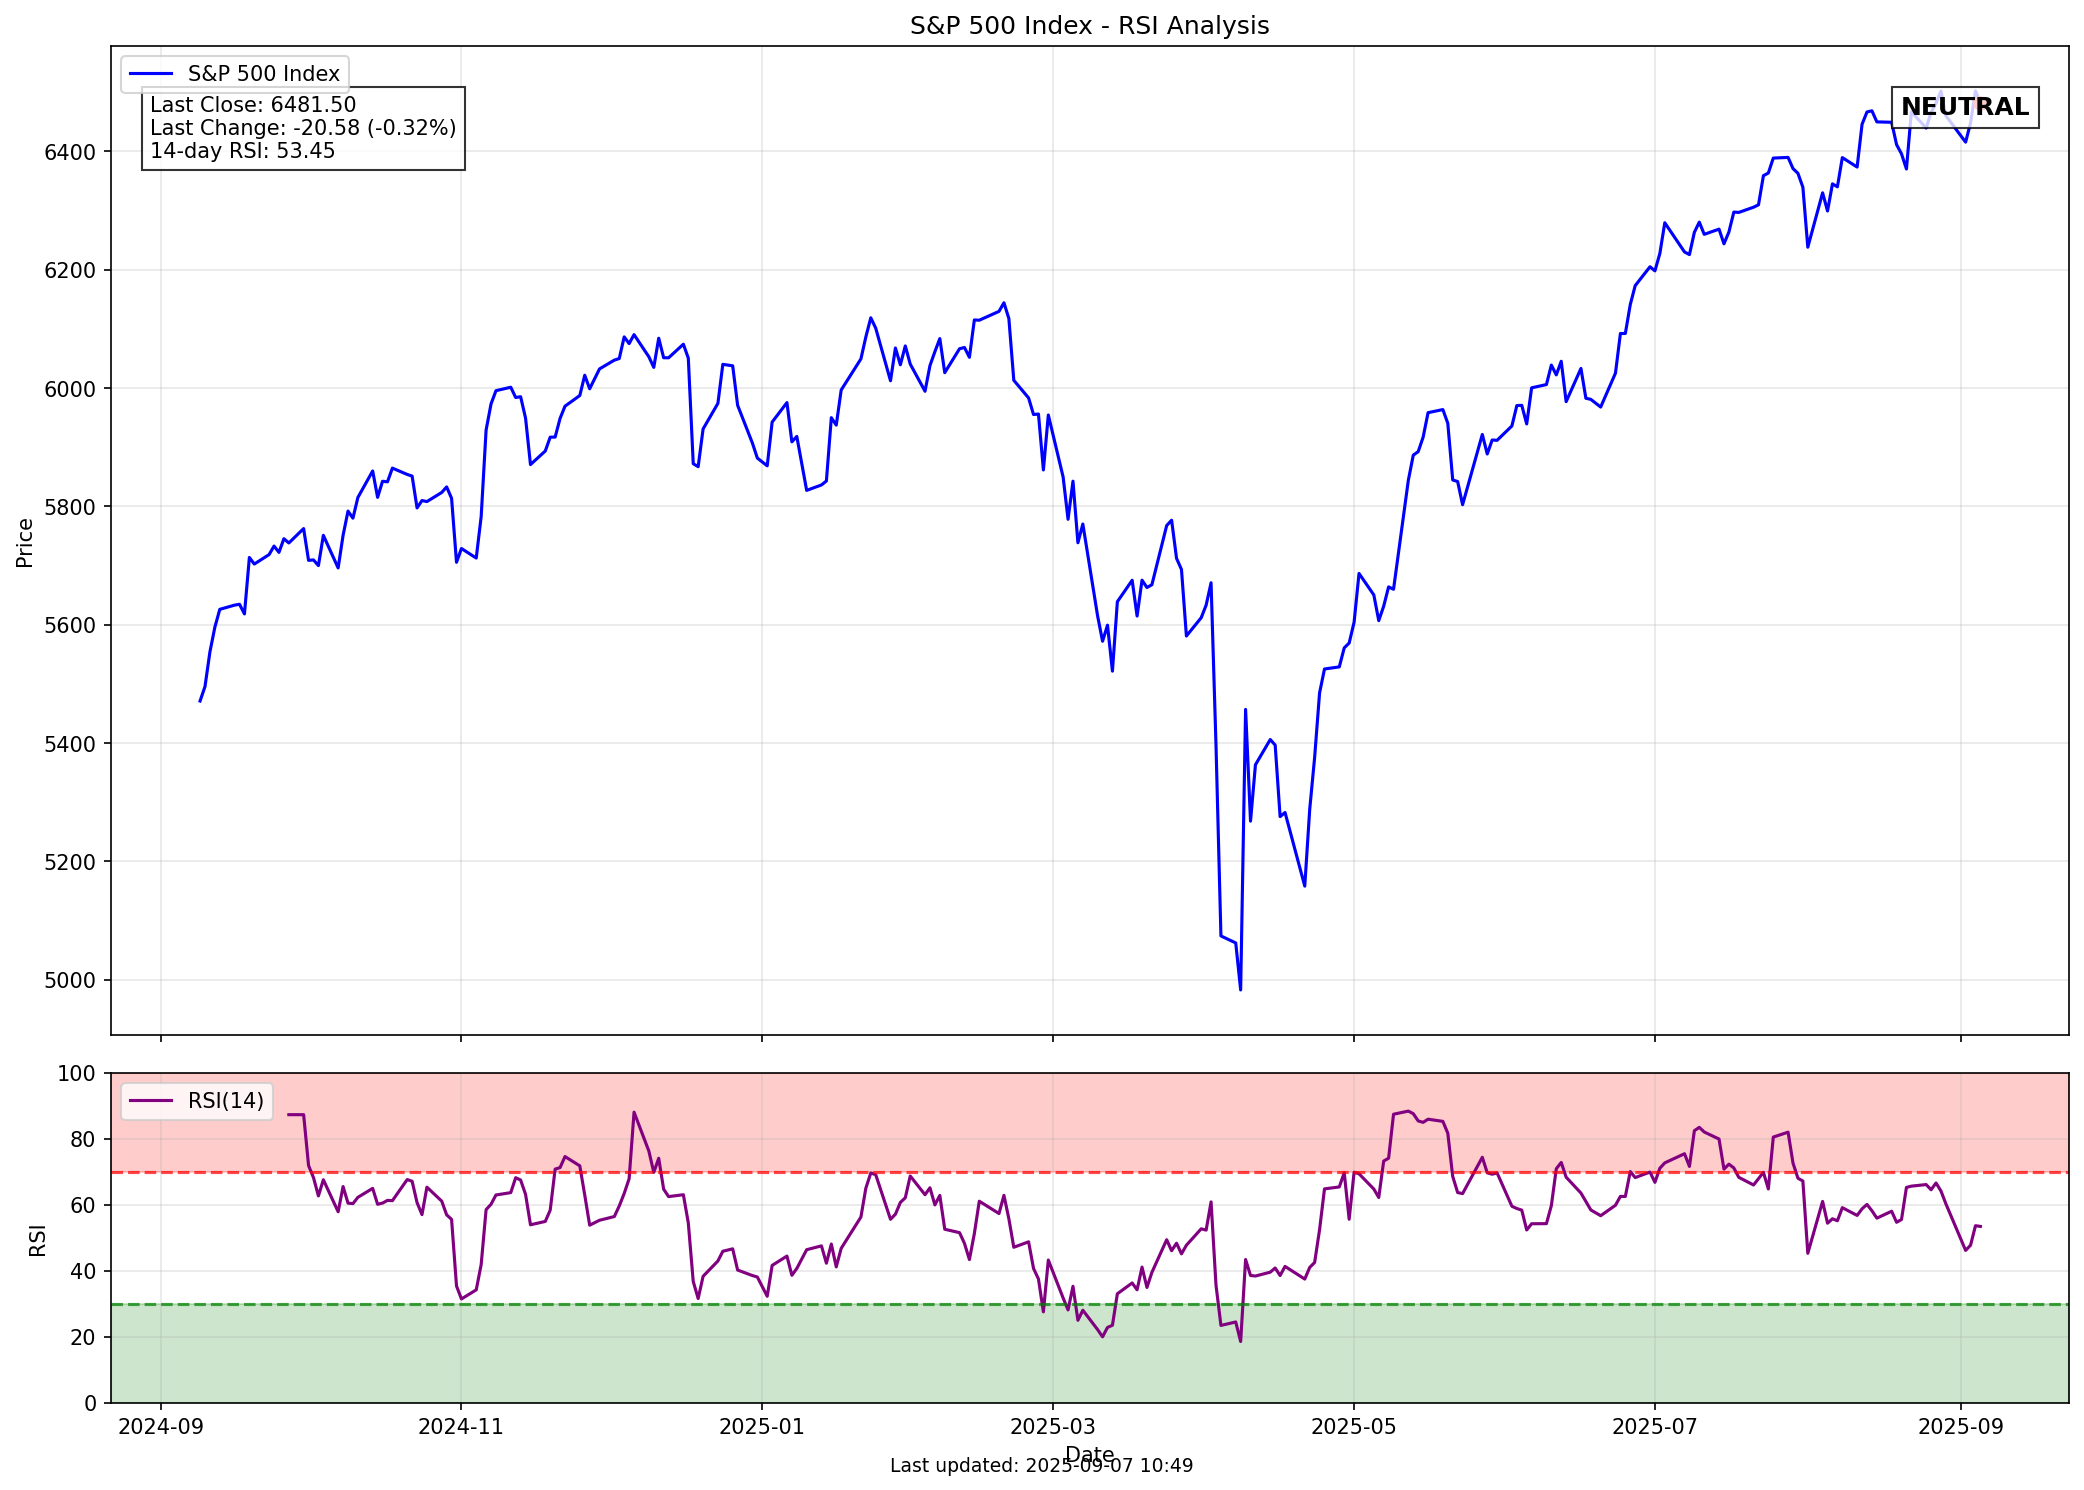 S&P 500 Index - RSI Analysis
S&P 500 Index
Last Close: 6481.50
Last Change: -20.58 (-0.32%)
14-day RSI: 53.45
NEUTRAL
Price
6400
6200
6000
5800
5600
5400
5200
5000
RSI(14)
RSI
100
80
60
40
20
0
2024-09
2024-11
2025-01
2025-03
2025-05
2025-07
2025-09
Date
Last updated: 2025-09-07 10:49